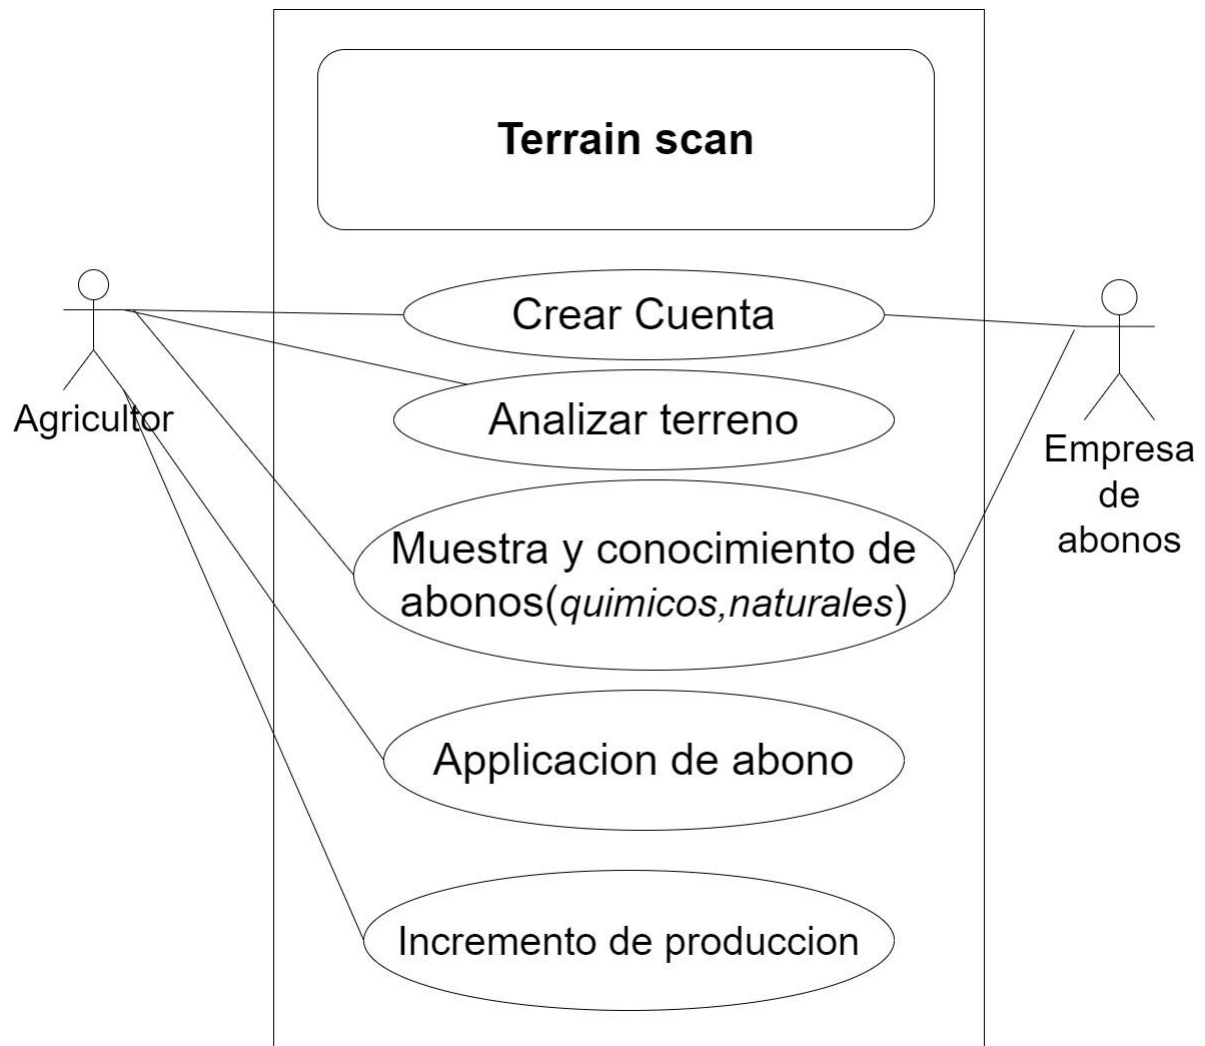 Terrain scan
Crear Cuenta
Agricultor
Analizar terreno
Empresa
de
abonos
Muestra y conocimiento de
abonos(quimicos,naturales)
Applicacion de abono
Incremento de produccion